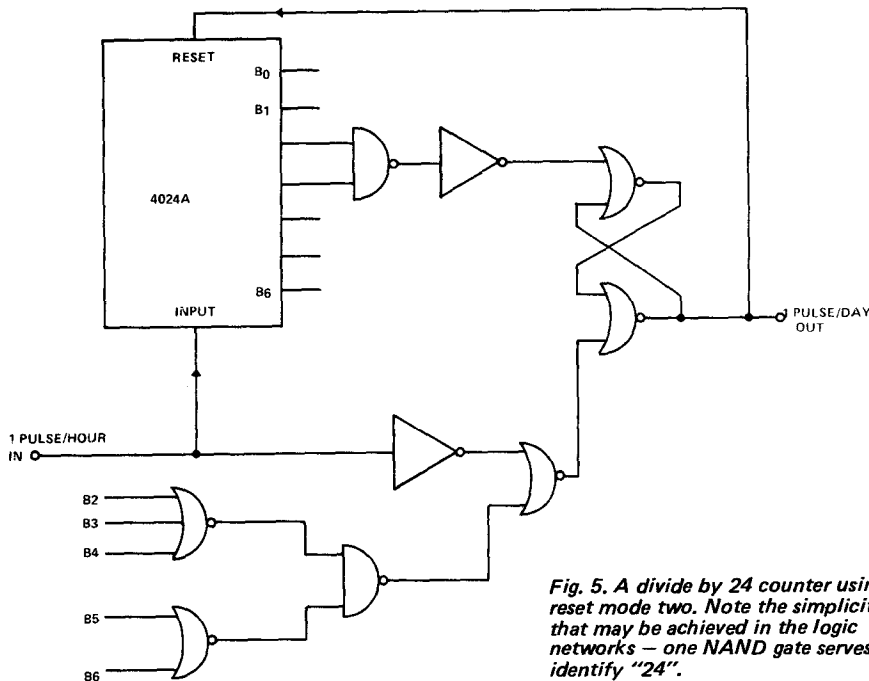 RESET
B0
B1
4024A
B6
INPUT
1 PULSE/DAY
OUT
1 PULSE/HOUR
IN
B2
B3
B4
B5
B6
Fig. 5. A divide by 24 counter usin
reset mode two. Note the simplicit
that may be achieved in the logic
networks — one NAND gate serves
identify "24".